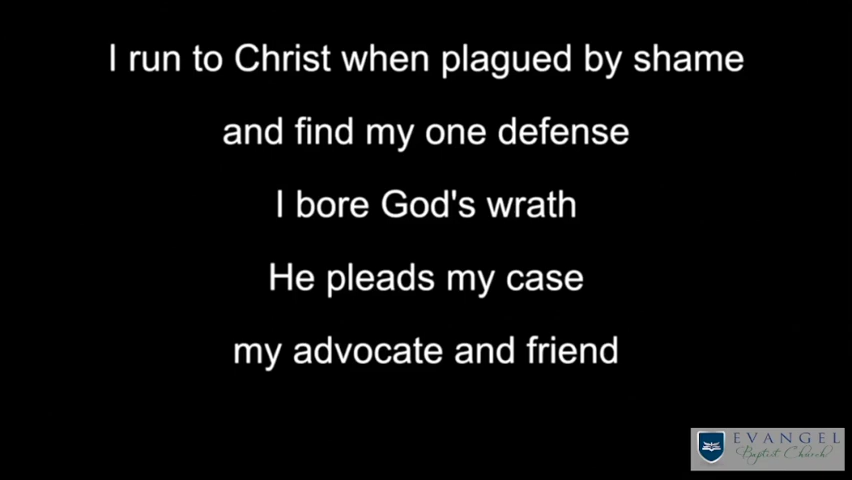 I run to Christ when plagued by shame
and find my one defense
I bore God's wrath
He pleads my case
my advocate and friend
EVANGEL
Baptist Church